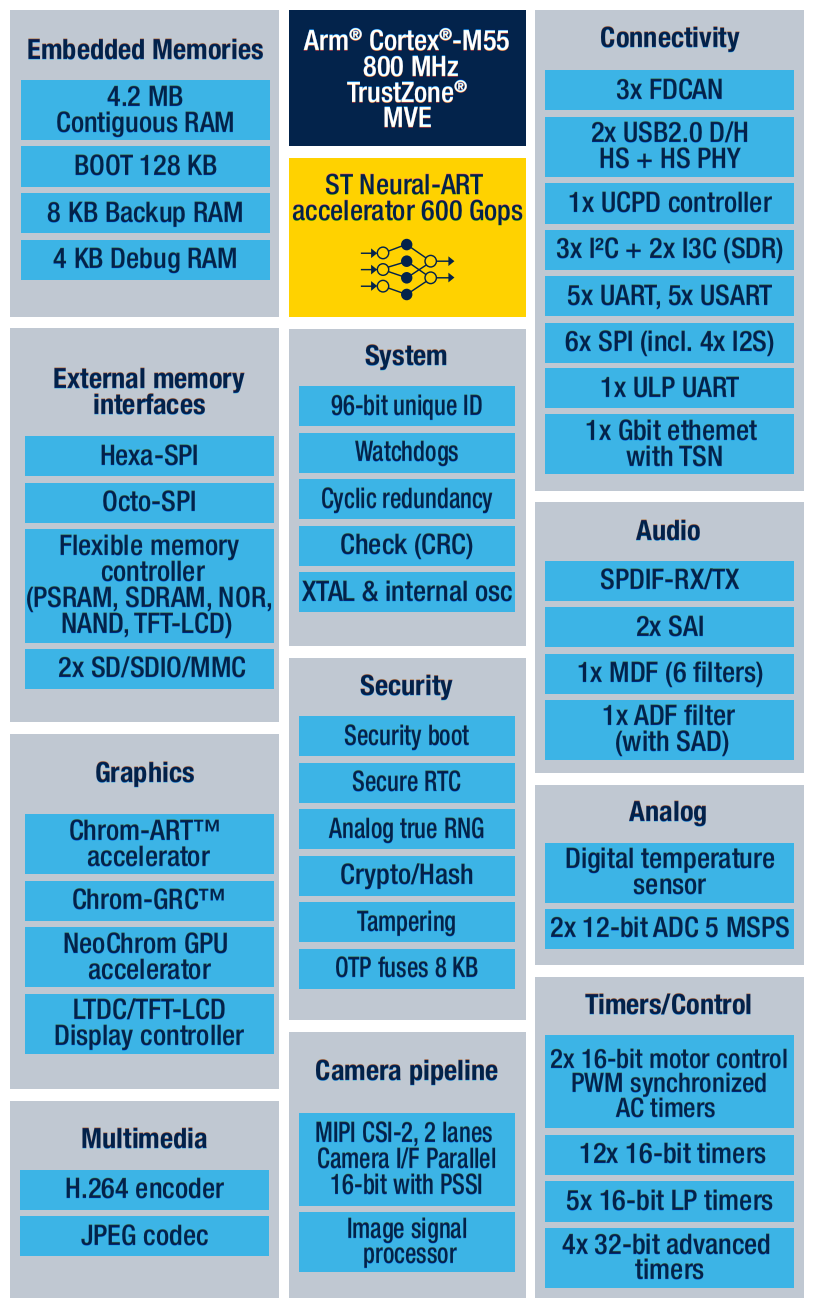 Embedded Memories
4.2 MB
Contiguous RAM
BOOT 128 KB
8 KB Backup RAM
4 KB Debug RAM
External memory
interfaces
Hexa-SPI
Octo-SPI
Flexible memory
controller
(PSRAM, SDRAM, NOR,
NAND, TFT-LCD)
2x SD/SDIO/MMC
Graphics
Chrom-ART™
accelerator
Chrom-GRC™
NeoChrom GPU
accelerator
LTDC/TFT-LCD
Display controller
Multimedia
H.264 encoder
JPEG codec
Arm® Cortex®-M55
800 MHz
TrustZone®
MVE
ST Neural-ART
accelerator 600 Gops
System
96-bit unique ID
Watchdogs
Cyclic redundancy
Check (CRC)
XTAL & internal osc
Security
Security boot
Secure RTC
Analog true RNG
Crypto/Hash
Tampering
OTP fuses 8 KB
Camera pipeline
MIPI CSI-2, 2 lanes
Camera I/F Parallel
16-bit with PSSI
Image signal
processor
Connectivity
3x FDCAN
2x USB2.0 D/H
HS + HS PHY
1x UCPD controller
3x I²C + 2x I3C (SDR)
5x UART, 5x USART
6x SPI (incl. 4x I2S)
1x ULP UART
1x Gbit ethemet
with TSN
Audio
SPDIF-RX/TX
2x SAI
1x MDF (6 filters)
1x ADF filter
(with SAD)
Analog
Digital temperature
sensor
2x 12-bit ADC 5 MSPS
Timers/Control
2x 16-bit motor control
PWM synchronized
AC timers
12x 16-bit timers
5x 16-bit LP timers
4x 32-bit advanced
timers